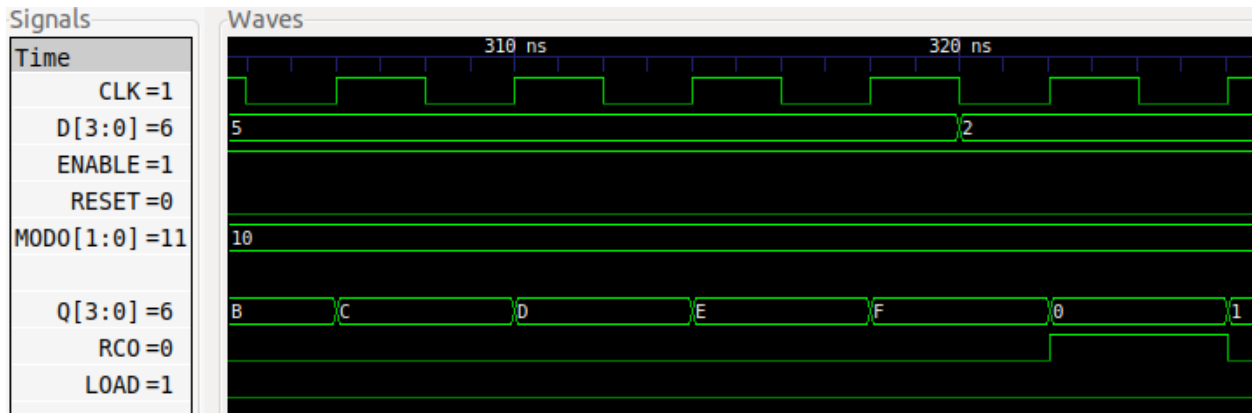 Signals Waves
Time 310 ns 320 ns
CLK =1
D[3:0] =6 5 2
ENABLE =1
RESET =0
MODO[1:0] =11 10
Q[3:0] =6 B C D E F 0 1
RCO =0
LOAD =1